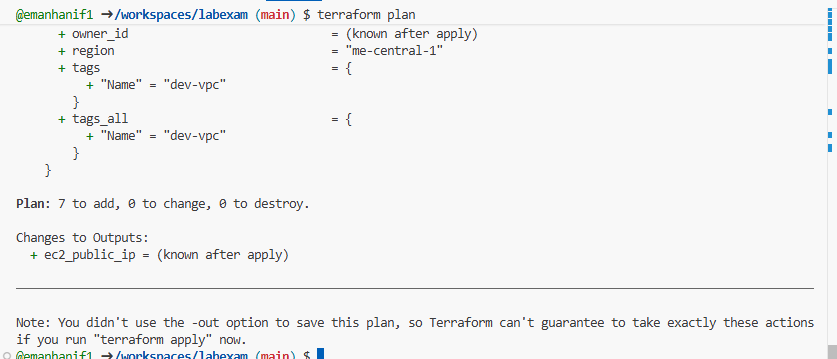 @emanhanif1 ➜/workspaces/labexam (main) $ terraform plan
+ owner_id = (known after apply)
+ region = "me-central-1"
+ tags = {
+ "Name" = "dev-vpc"
}
+ tags_all = {
+ "Name" = "dev-vpc"
}
}
Plan: 7 to add, 0 to change, 0 to destroy.
Changes to Outputs:
+ ec2_public_ip = (known after apply)
Note: You didn't use the -out option to save this plan, so Terraform can't guarantee to take exactly these actions
if you run "terraform apply" now.
@emanhanif1 ➜/workspaces/labexam (main) $